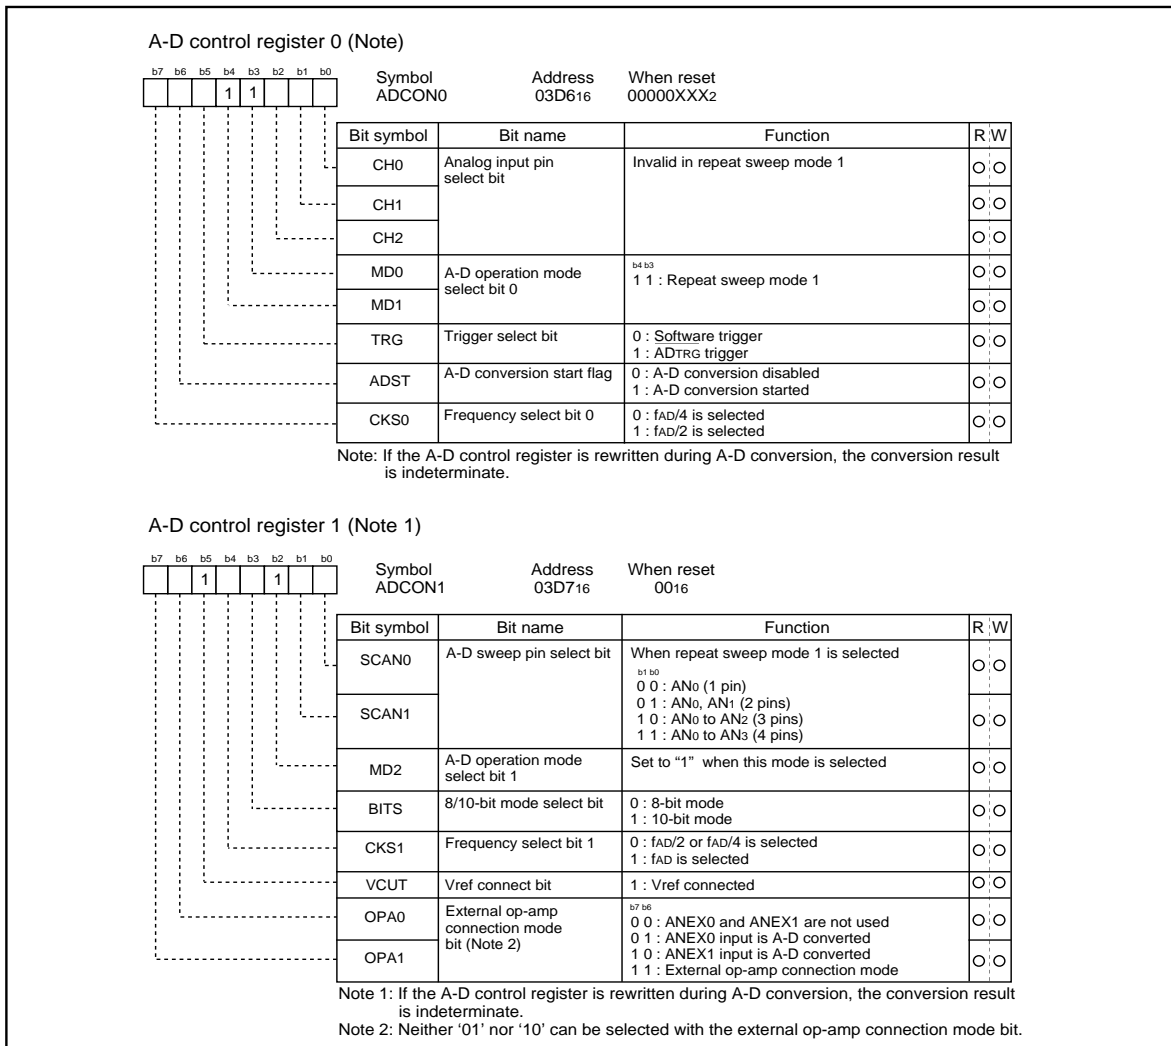 A-D control register 0 (Note)
b7 b6 b5 b4 b3 b2 b1 b0
1 1
Symbol Address When reset
ADCON0 03D616 00000XXX2
Bit symbol Bit name Function R W
CH0 Analog input pin select bit Invalid in repeat sweep mode 1
CH1
CH2
MD0 A-D operation mode select bit 0 b4 b3
1 1 : Repeat sweep mode 1
MD1
TRG Trigger select bit 0 : Software trigger
1 : ADTRG trigger
ADST A-D conversion start flag 0 : A-D conversion disabled
1 : A-D conversion started
CKS0 Frequency select bit 0 0 : fAD/4 is selected
1 : fAD/2 is selected
Note: If the A-D control register is rewritten during A-D conversion, the conversion result
is indeterminate.
A-D control register 1 (Note 1)
b7 b6 b5 b4 b3 b2 b1 b0
1 1
Symbol Address When reset
ADCON1 03D716 0016
Bit symbol Bit name Function R W
SCAN0 A-D sweep pin select bit When repeat sweep mode 1 is selected
b1 b0
0 0 : AN0 (1 pin)
0 1 : AN0, AN1 (2 pins)
1 0 : AN0 to AN2 (3 pins)
1 1 : AN0 to AN3 (4 pins)
SCAN1
MD2 A-D operation mode select bit 1 Set to “1” when this mode is selected
BITS 8/10-bit mode select bit 0 : 8-bit mode
1 : 10-bit mode
CKS1 Frequency select bit 1 0 : fAD/2 or fAD/4 is selected
1 : fAD is selected
VCUT Vref connect bit 1 : Vref connected
OPA0 External op-amp connection mode bit (Note 2) b7 b6
0 0 : ANEX0 and ANEX1 are not used
0 1 : ANEX0 input is A-D converted
1 0 : ANEX1 input is A-D converted
1 1 : External op-amp connection mode
OPA1
Note 1: If the A-D control register is rewritten during A-D conversion, the conversion result
is indeterminate.
Note 2: Neither ‘01’ nor ‘10’ can be selected with the external op-amp connection mode bit.